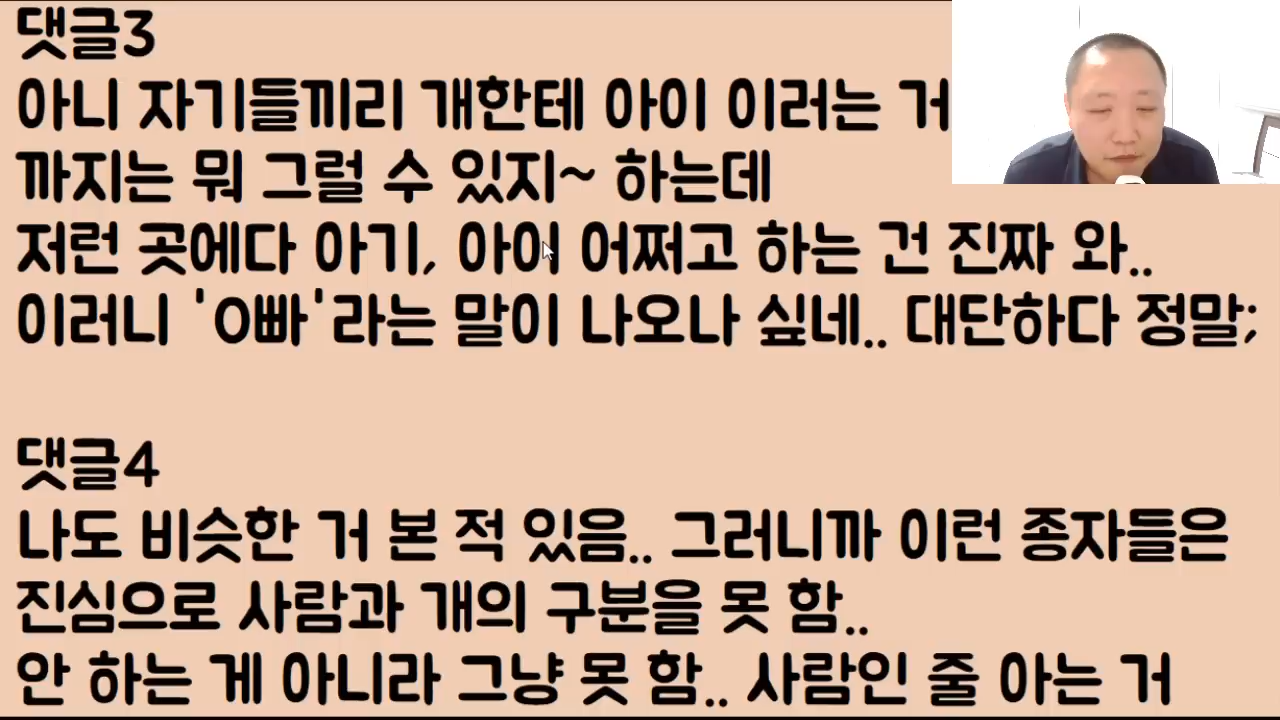 댓글3
아니 자기들끼리 개한테 아이 이러는 거
까지는 뭐 그럴 수 있지~ 하는데
저런 곳에다 아기, 아이 어쩌고 하는 건 진짜 와..
이러니 '0빠'라는 말이 나오나 싶네.. 대단하다 정말;
댓글4
나도 비슷한 거 본 적 있음.. 그러니까 이런 종자들은
진심으로 사람과 개의 구분을 못 함..
안 하는 게 아니라 그냥 못 함.. 사람인 줄 아는 거